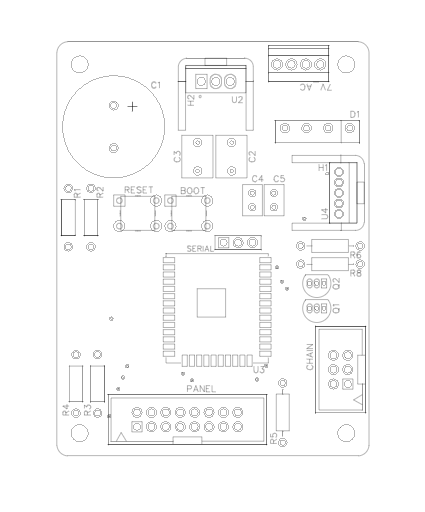 C1
7V AC
H2
U2
D1
C3
C2
H1
U4
C4
C5
R1
R2
RESET
BOOT
SERIAL
R6
R8
Q2
Q1
U3
CHAIN
PANEL
R4
R3
R5